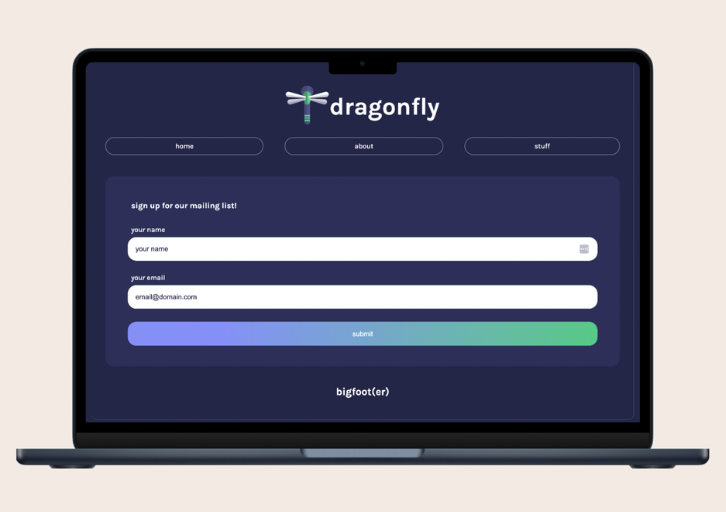 dragonfly
home about stuff
sign up for our mailing list!
your name
your name
your email
email@domain.com
submit
bigfoot(er)